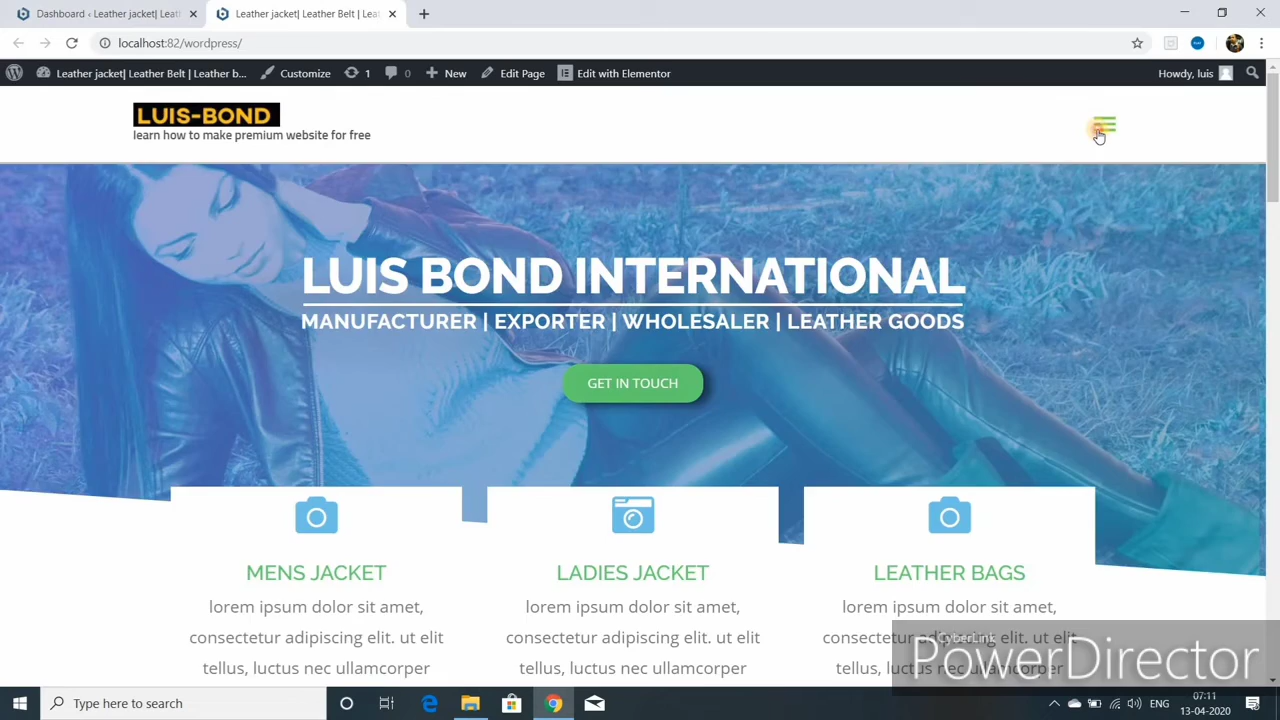 Dashboard ‹ Leather jacket| Leat
Leather jacket| Leather Belt | Lea
localhost:82/wordpress/
Leather jacket| Leather Belt | Leather b...
Customize
1
0
New
Edit Page
Edit with Elementor
Howdy, luis
LUIS-BOND
learn how to make premium website for free
LUIS BOND INTERNATIONAL
MANUFACTURER | EXPORTER | WHOLESALER | LEATHER GOODS
GET IN TOUCH
MENS JACKET
lorem ipsum dolor sit amet,
consectetur adipiscing elit. ut elit
tellus, luctus nec ullamcorper
LADIES JACKET
lorem ipsum dolor sit amet,
consectetur adipiscing elit. ut elit
tellus, luctus nec ullamcorper
LEATHER BAGS
lorem ipsum dolor sit amet,
consectetur adipiscing elit. ut elit
tellus, luctus nec ullamcorper
CyberLink
PowerDirector
Type here to search
ENG
07:11
13-04-2020